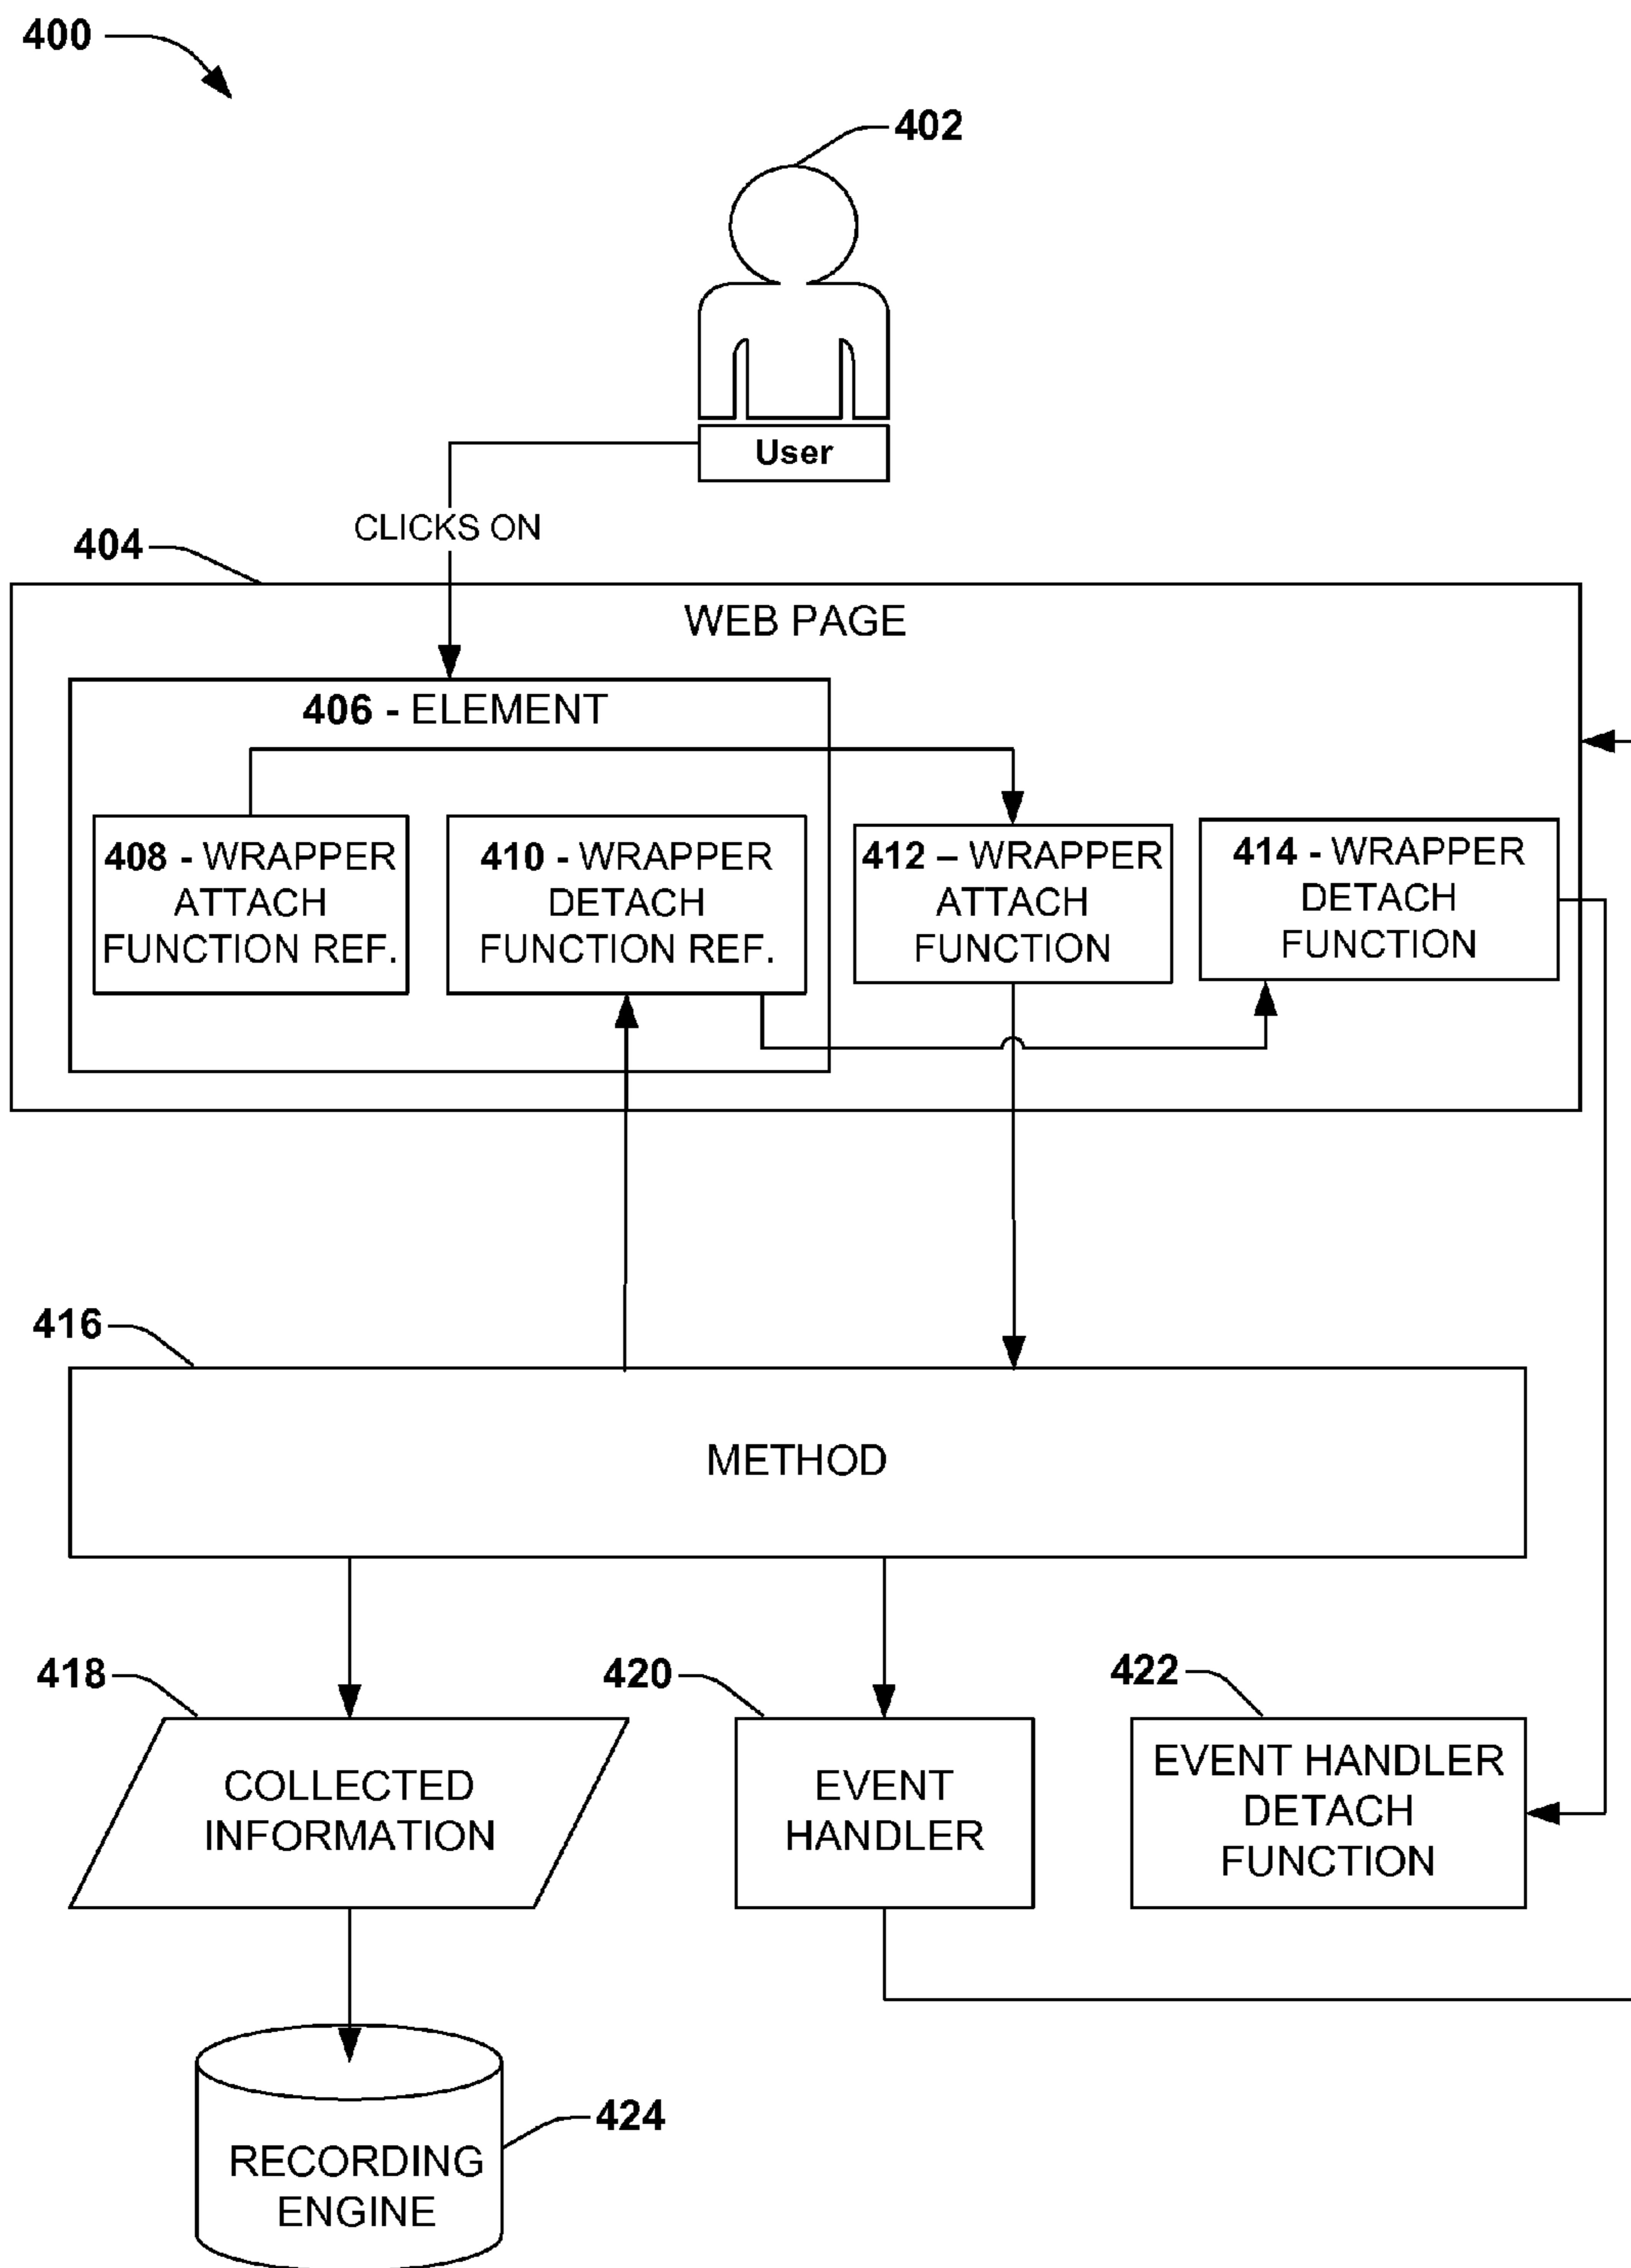 400
402
User
CLICKS ON
404
WEB PAGE
406 - ELEMENT
408 - WRAPPER
ATTACH
FUNCTION REF.
410 - WRAPPER
DETACH
FUNCTION REF.
412 – WRAPPER
ATTACH
FUNCTION
414 - WRAPPER
DETACH
FUNCTION
416
METHOD
418
COLLECTED
INFORMATION
420
EVENT
HANDLER
422
EVENT HANDLER
DETACH
FUNCTION
424
RECORDING
ENGINE